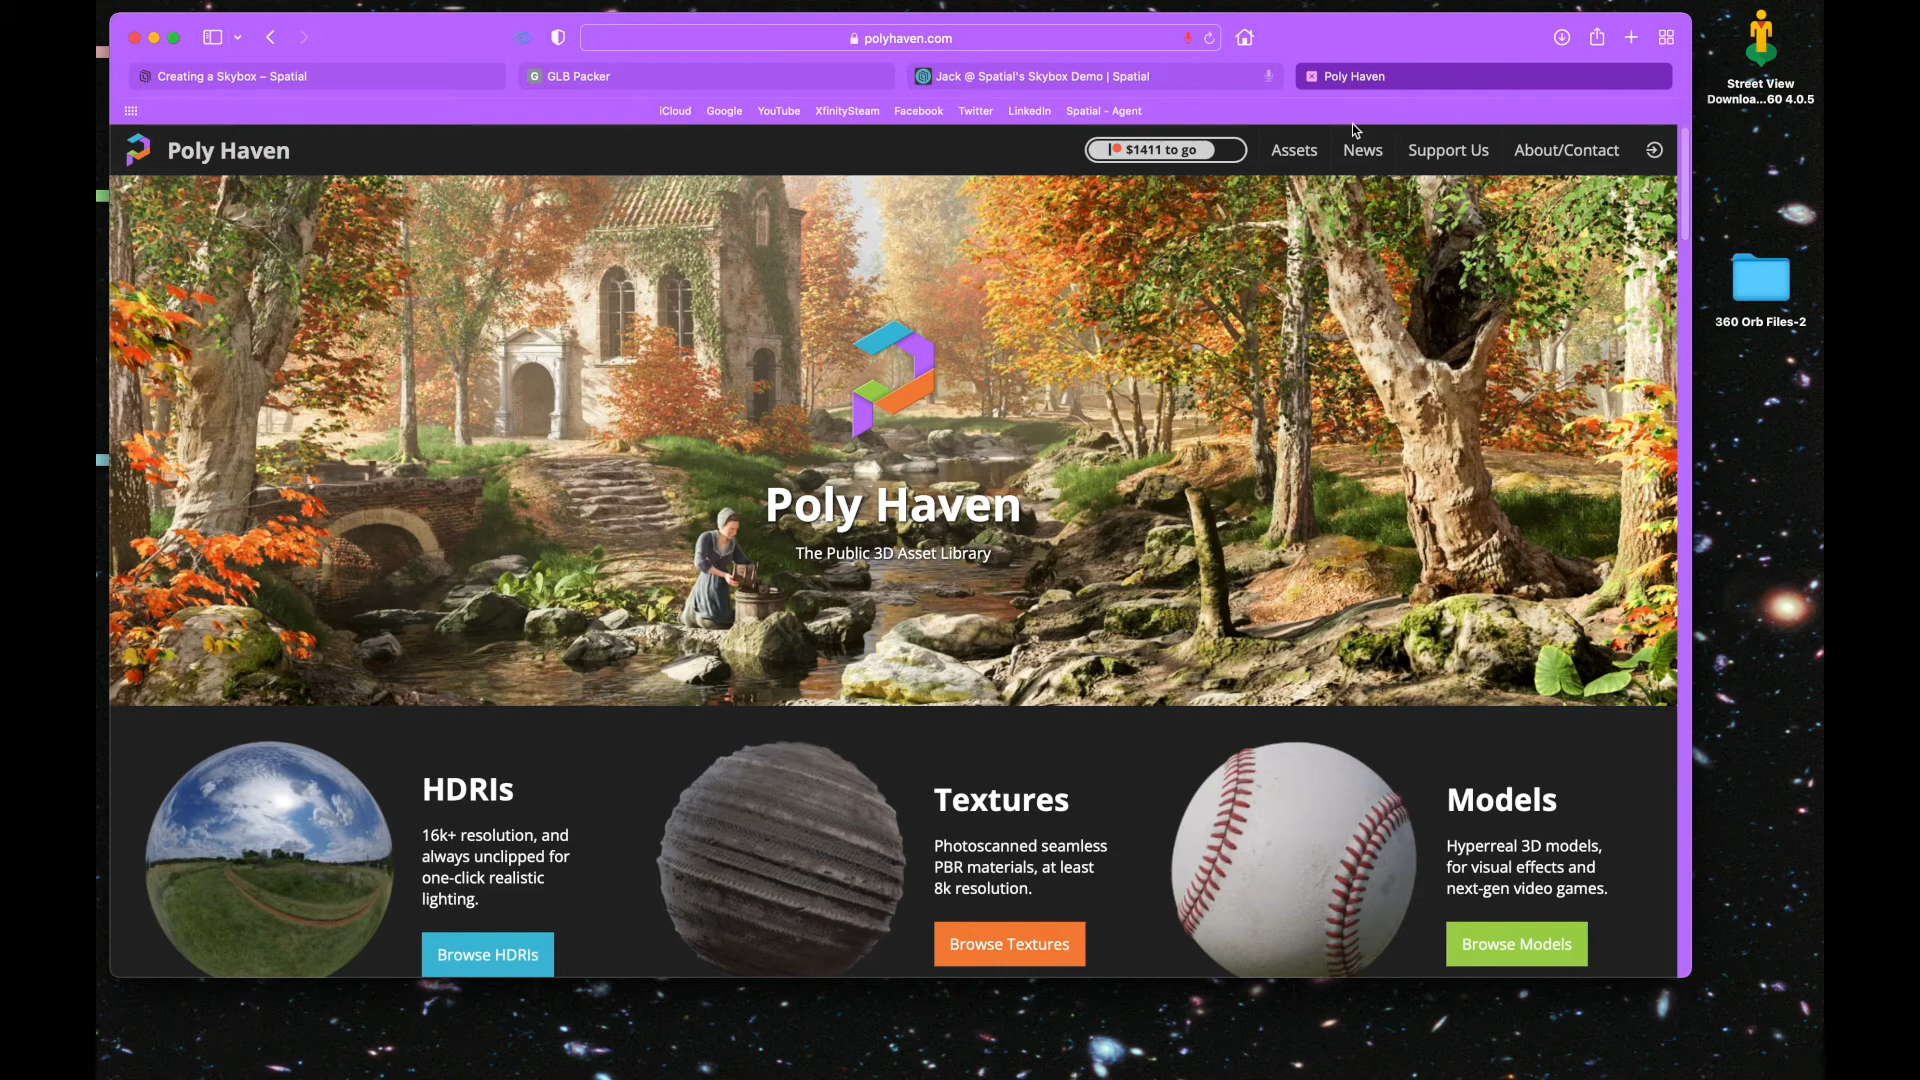 polyhaven.com
Creating a Skybox – Spatial
G GLB Packer
Jack @ Spatial's Skybox Demo | Spatial
Poly Haven
iCloud Google YouTube XfinitySteam Facebook Twitter LinkedIn Spatial - Agent
Street View
Downloa...60 4.0.5
Poly Haven
$1411 to go
Assets
News
Support Us
About/Contact
360 Orb Files-2
Poly Haven
The Public 3D Asset Library
HDRIs
16k+ resolution, and
always unclipped for
one-click realistic
lighting.
Browse HDRIs
Textures
Photoscanned seamless
PBR materials, at least
8k resolution.
Browse Textures
Models
Hyperreal 3D models,
for visual effects and
next-gen video games.
Browse Models